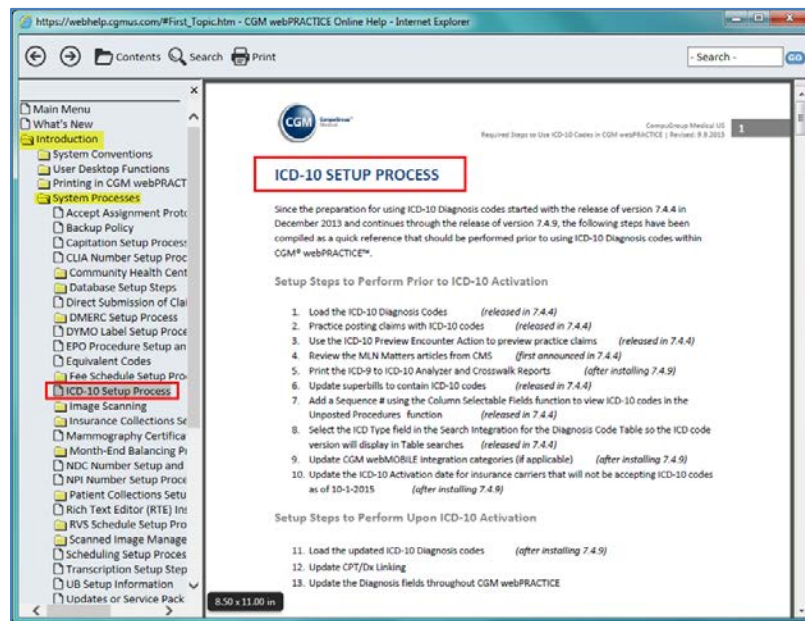 https://webhelp.cgmus.com/#First_Topic.htm - CGM webPRACTICE Online Help - Internet Explorer
Contents Search Print
- Search -
GO
Main Menu
What's New
Introduction
System Conventions
User Desktop Functions
Printing in CGM webPRACT
System Processes
Accept Assignment Proto
Backup Policy
Capitation Setup Process
CLIA Number Setup Proc
Community Health Cent
Database Setup Steps
Direct Submission of Clai
DMERC Setup Process
DYMO Label Setup Proce
EPO Procedure Setup an
Equivalent Codes
Fee Schedule Setup Pro
ICD-10 Setup Process
Image Scanning
Insurance Collections Se
Mammography Certifica
Month-End Balancing Pr
NDC Number Setup and
NPI Number Setup Proce
Patient Collections Setu
Rich Text Editor (RTE) Ins
RVS Schedule Setup Pro
Scanned Image Manage
Scheduling Setup Proces
Transcription Setup Step
UB Setup Information
Updates or Service Pack
CGM CompuGroup Medical
CompuGroup Medical US
Required Steps to Use ICD-10 Codes in CGM webPRACTICE | Revised: 9.9.2015
1
ICD-10 SETUP PROCESS
Since the preparation for using ICD-10 Diagnosis codes started with the release of version 7.4.4 in
December 2013 and continues through the release of version 7.4.9, the following steps have been
compiled as a quick reference that should be performed prior to using ICD-10 Diagnosis codes within
CGM® webPRACTICE™.
Setup Steps to Perform Prior to ICD-10 Activation
1. Load the ICD-10 Diagnosis Codes (released in 7.4.4)
2. Practice posting claims with ICD-10 codes (released in 7.4.4)
3. Use the ICD-10 Preview Encounter Action to preview practice claims (released in 7.4.4)
4. Review the MLN Matters articles from CMS (first announced in 7.4.4)
5. Print the ICD-9 to ICD-10 Analyzer and Crosswalk Reports (after installing 7.4.9)
6. Update superbills to contain ICD-10 codes (released in 7.4.4)
7. Add a Sequence # using the Column Selectable Fields function to view ICD-10 codes in the
Unposted Procedures function (released in 7.4.4)
8. Select the ICD Type field in the Search Integration for the Diagnosis Code Table so the ICD code
version will display in Table searches (released in 7.4.4)
9. Update CGM webMOBILE Integration categories (if applicable) (after installing 7.4.9)
10. Update the ICD-10 Activation date for insurance carriers that will not be accepting ICD-10 codes
as of 10-1-2015 (after installing 7.4.9)
Setup Steps to Perform Upon ICD-10 Activation
11. Load the updated ICD-10 Diagnosis codes (after installing 7.4.9)
12. Update CPT/Dx Linking
13. Update the Diagnosis fields throughout CGM webPRACTICE
8.50 x 11.00 in